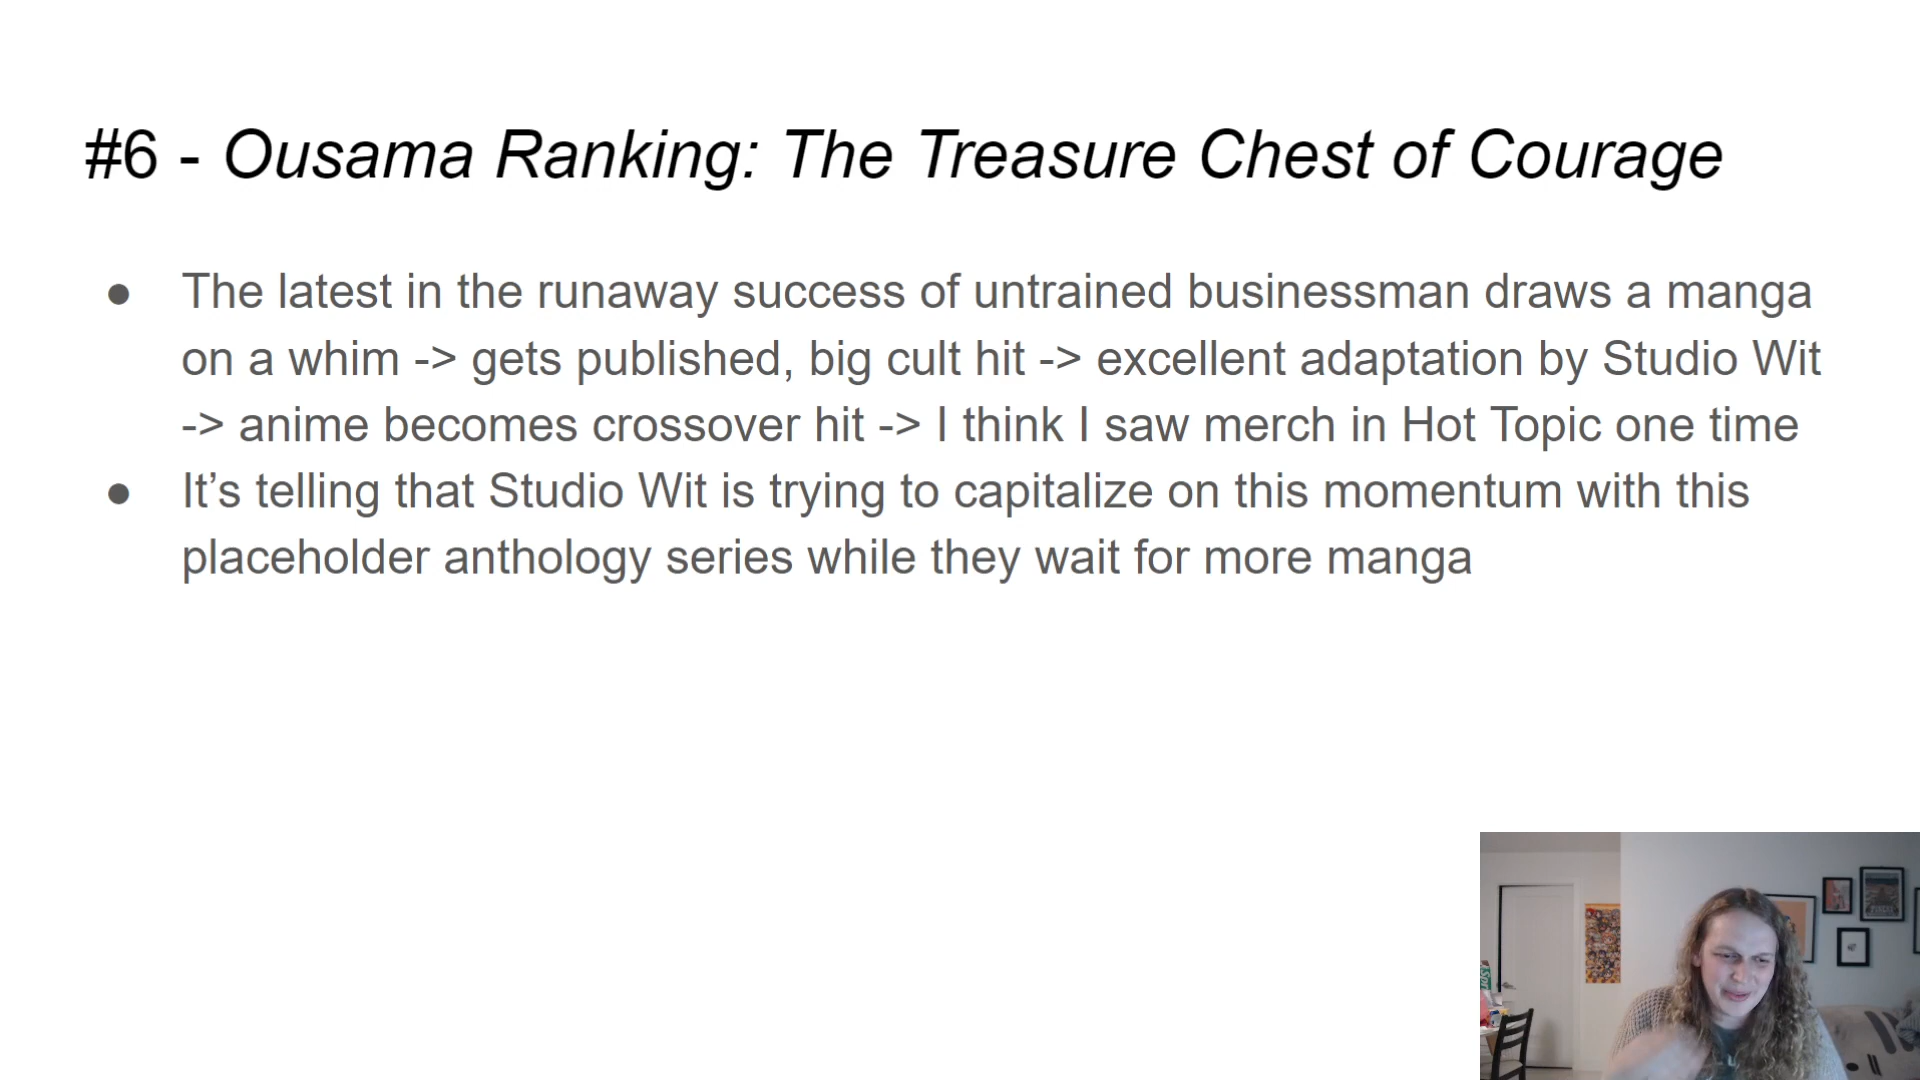 #6 - Ousama Ranking: The Treasure Chest of Courage
● The latest in the runaway success of untrained businessman draws a manga
on a whim -> gets published, big cult hit -> excellent adaptation by Studio Wit
-> anime becomes crossover hit -> I think I saw merch in Hot Topic one time
● It’s telling that Studio Wit is trying to capitalize on this momentum with this
placeholder anthology series while they wait for more manga